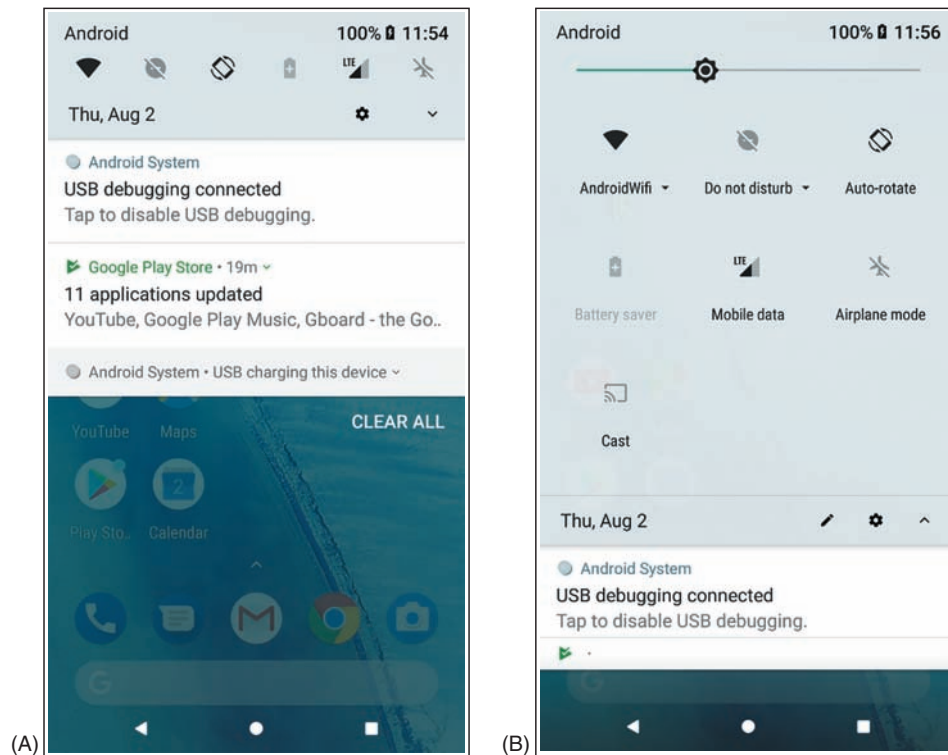 Android 100% 11:54
LTE
Thu, Aug 2
Android System
USB debugging connected
Tap to disable USB debugging.
Google Play Store • 19m
11 applications updated
YouTube, Google Play Music, Gboard - the Go..
Android System • USB charging this device
CLEAR ALL
YouTube Maps
2
Play Sto.. Calendar
G
(A)
Android 100% 11:56
AndroidWifi Do not disturb Auto-rotate
LTE
Battery saver Mobile data Airplane mode
Cast
Thu, Aug 2
Android System
USB debugging connected
Tap to disable USB debugging.
G
(B)